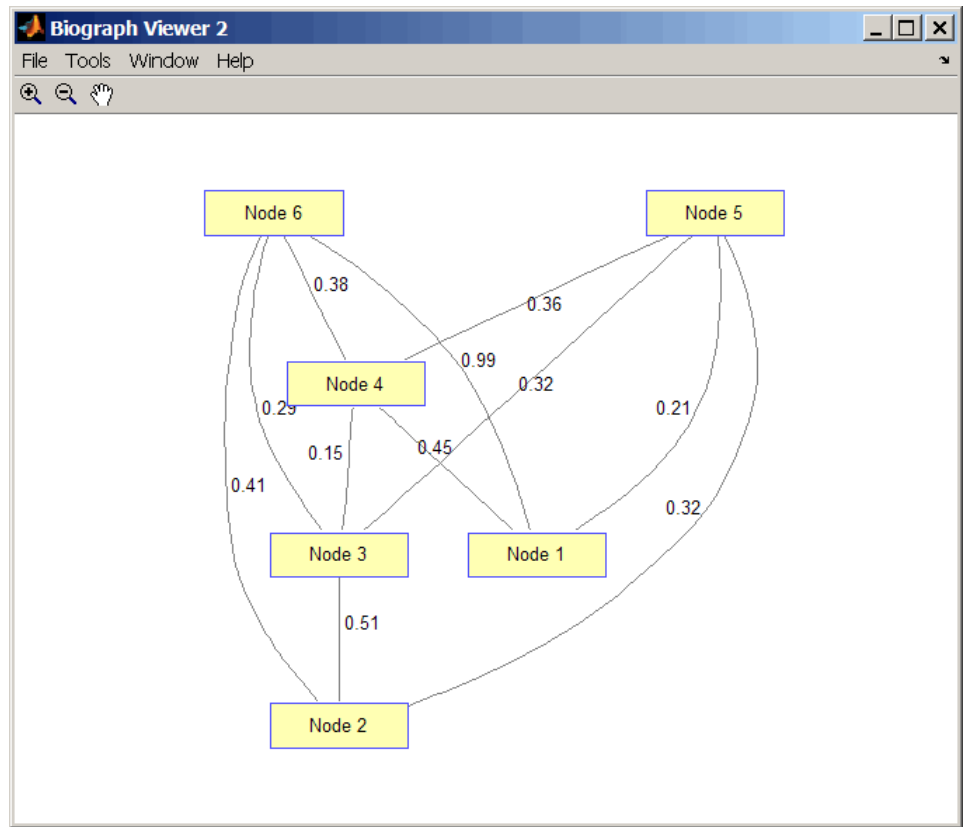 Biograph Viewer 2
File Tools Window Help
Node 6
Node 5
0.38
0.36
0.99
Node 4
0.32
0.29
0.21
0.45
0.15
0.41
0.32
Node 3
Node 1
0.51
Node 2